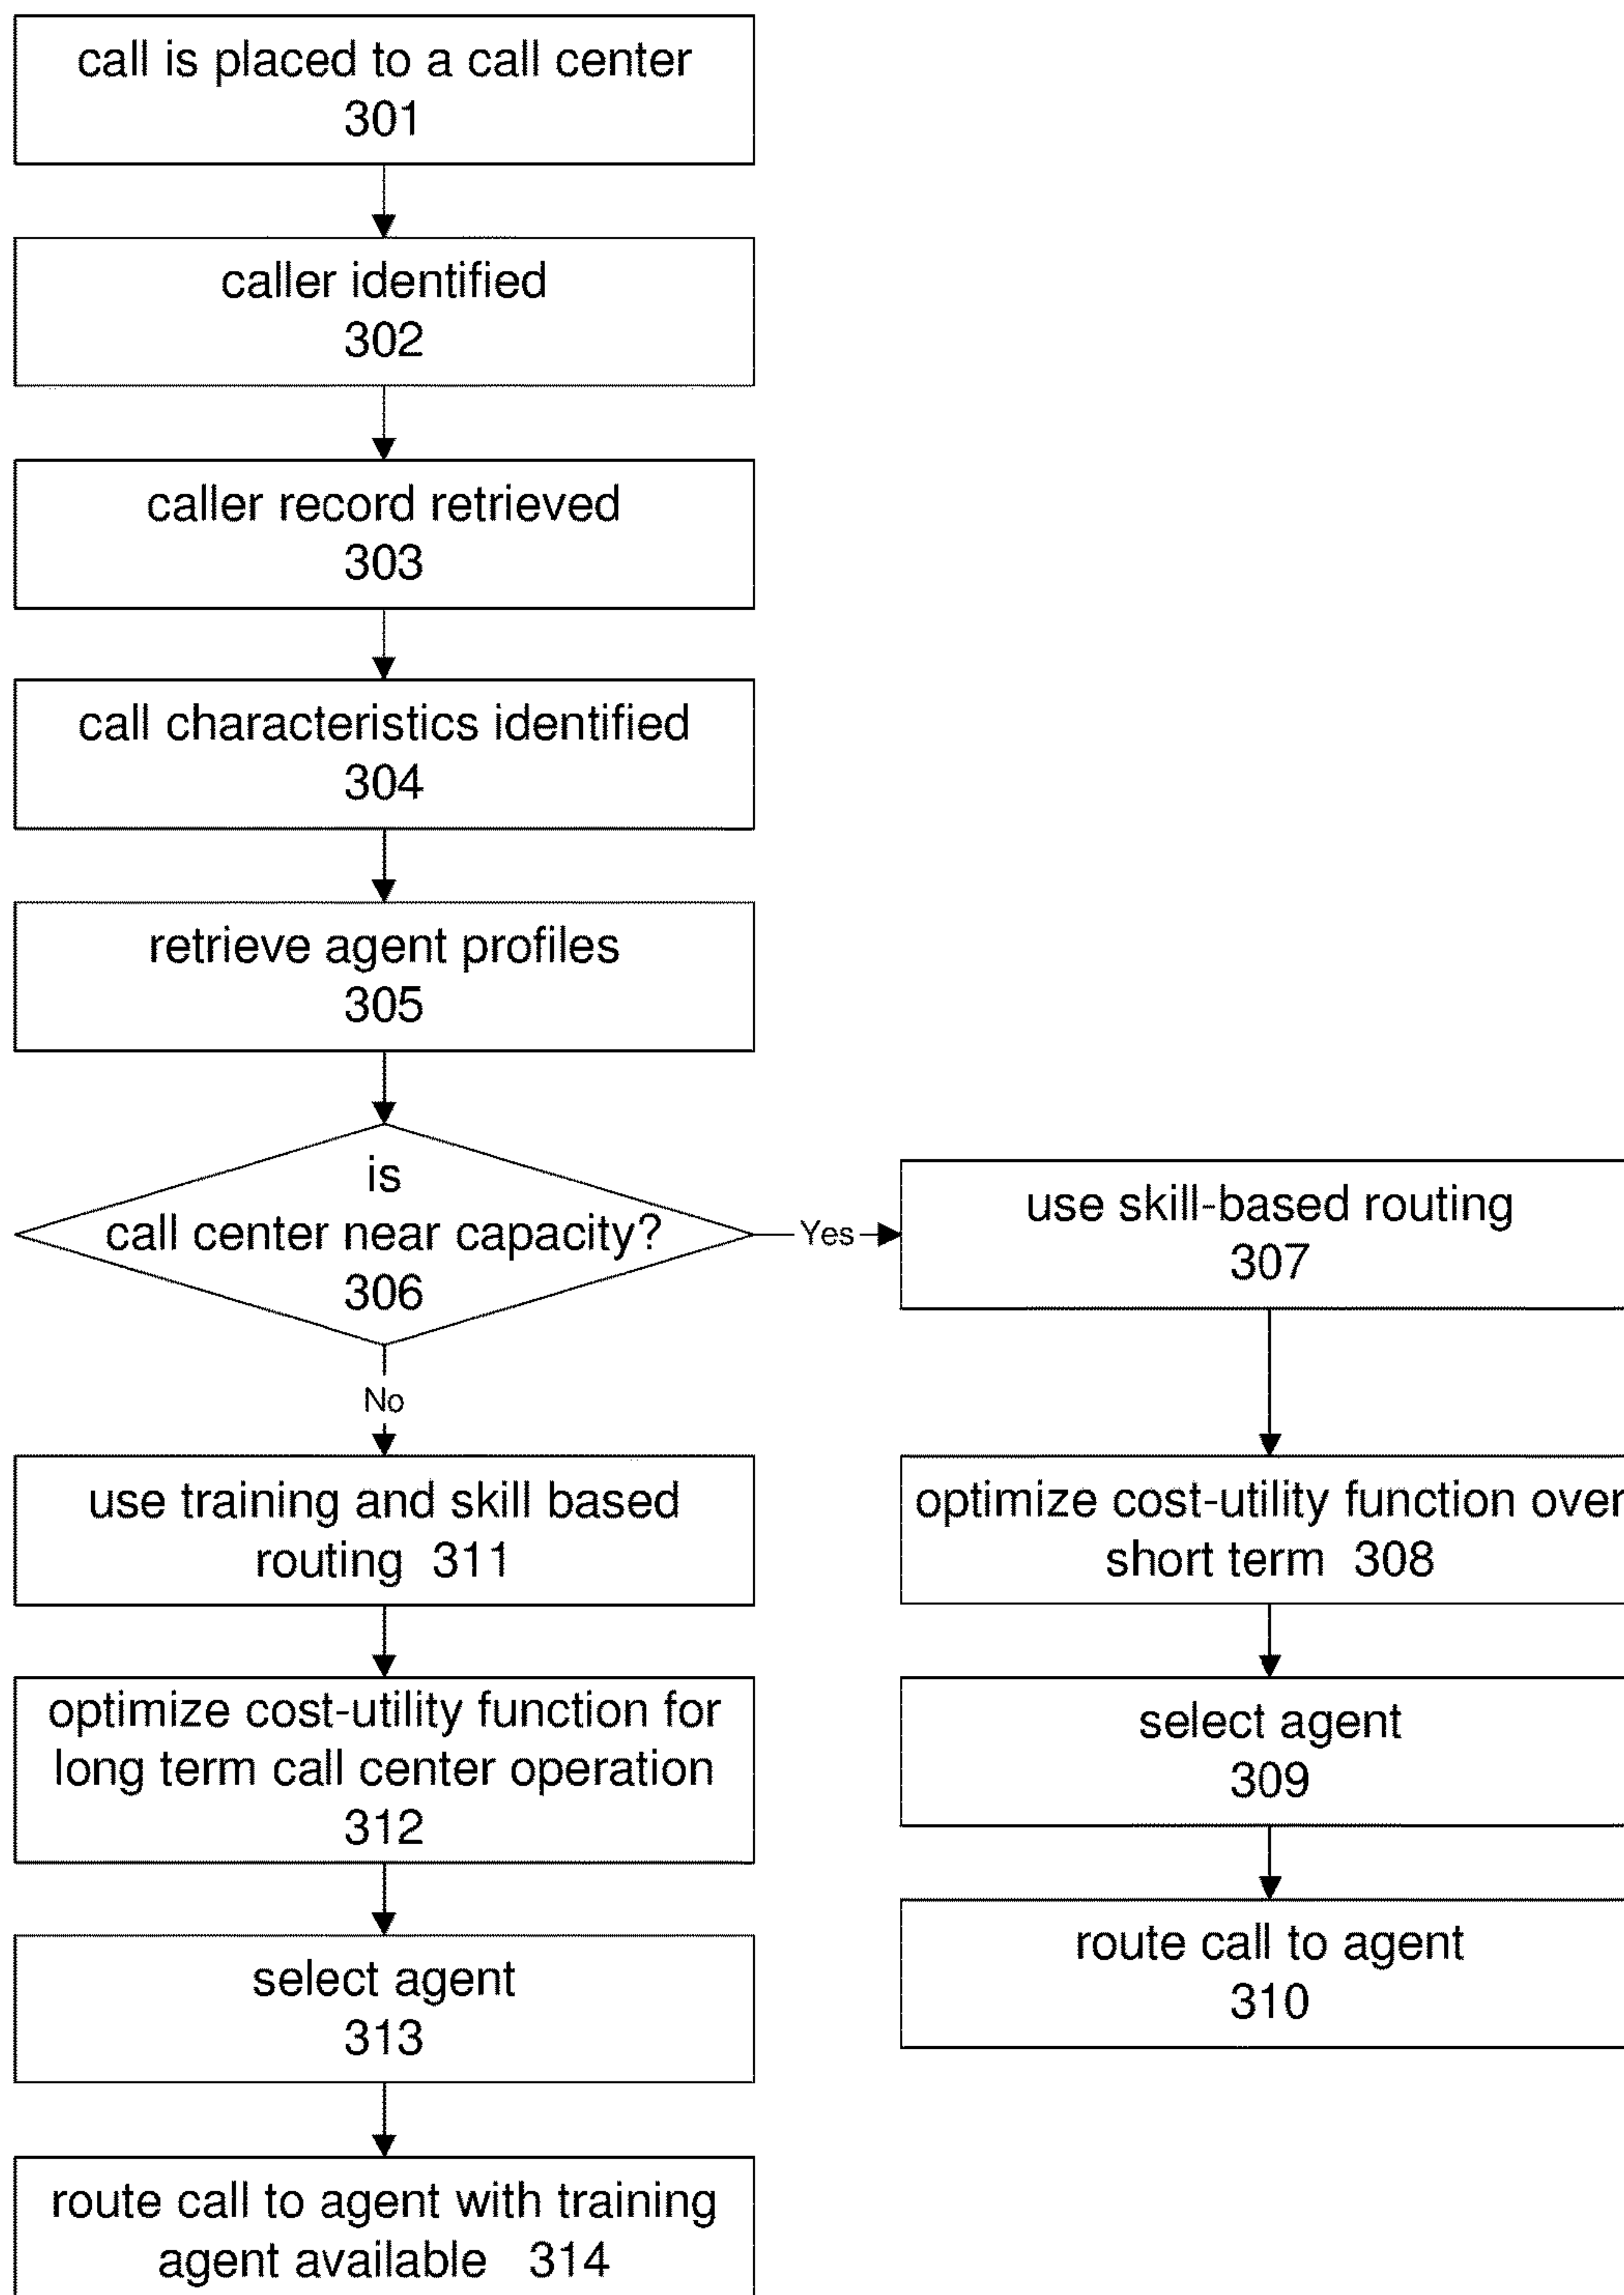 call is placed to a call center
301
caller identified
302
caller record retrieved
303
call characteristics identified
304
retrieve agent profiles
305
is
call center near capacity?
306
Yes
use skill-based routing
307
optimize cost-utility function over
short term 308
select agent
309
route call to agent
310
No
use training and skill based
routing 311
optimize cost-utility function for
long term call center operation
312
select agent
313
route call to agent with training
agent available 314